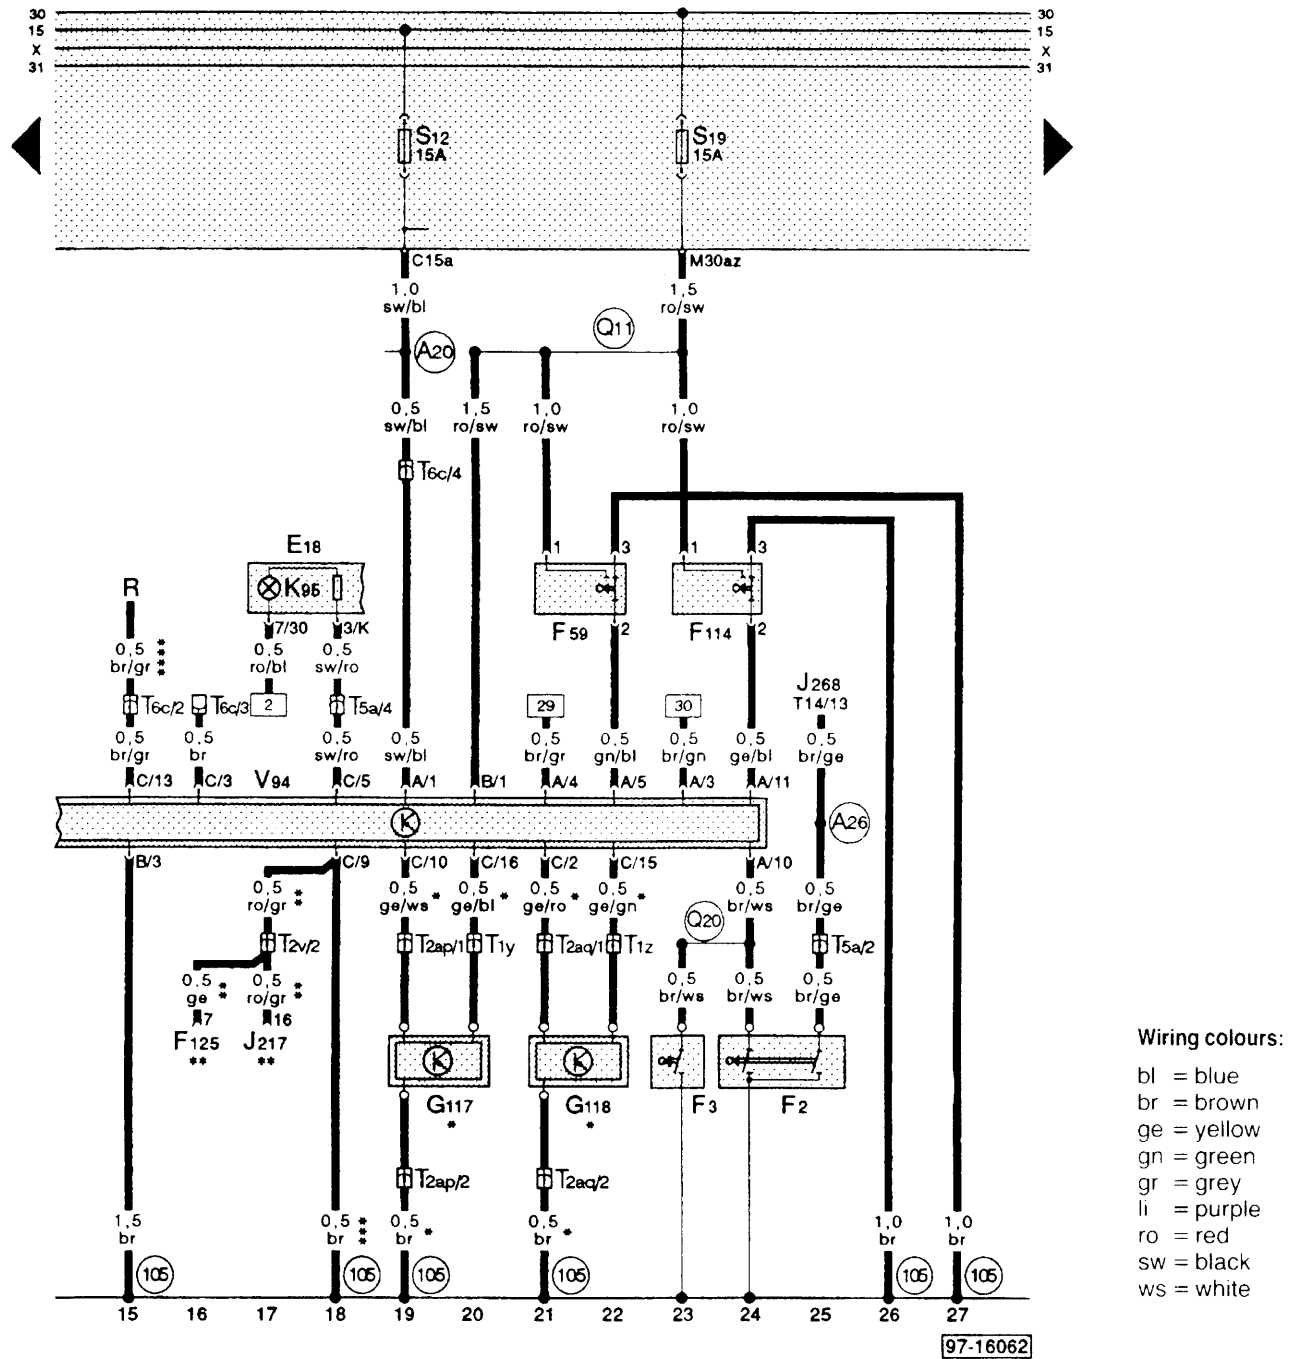 30 30
15 15
X X
31 31
S12 S19
15A 15A
C15a M30az
1,0 1,5
sw/bl ro/sw
Q11
A20
0,5 1,5 1,0 1,0
sw/bl ro/sw ro/sw ro/sw
T6c/4
E18 1 3 1 3
R K95
7/30 3/K F59 2 F114 2
0,5 **** 0,5 0,5
br/gr ro/bl sw/ro
J268
T14/13
T6c/2 T6c/3 2 T5a/4 29 30
0,5 0,5 0,5 0,5 0,5 0,5 0,5 0,5 0,5
br/gr br sw/ro sw/bl br/gr gn/bl br/gn ge/bl br/ge
C/13 C/3 V94 C/5 A/1 B/1 A/4 A/5 A/3 A/11
A26
B/3 C/9 C/10 C/16 C/2 C/15 A/10
0,5 ** 0,5 0,5 0,5 0,5 0,5 0,5
ro/gr ge/ws * ge/bl * ge/ro * ge/gn * br/ws br/ge
Q20
T2v/2 T2ap/1 T1y T2aq/1 T1z T5a/2
0,5 ** 0,5 ** 0,5 0,5 0,5
ge ro/gr br/ws br/ws br/ge
7 16
F125 J217
** **
G117 G118 F3 F2
* *
T2ap/2 T2aq/2
1,5 0,5 *** 0,5 * 0,5 * 1,0 1,0
br br br br br br
105 105 105 105 105 105
15 16 17 18 19 20 21 22 23 24 25 26 27
97-16062
Wiring colours:
bl = blue
br = brown
ge = yellow
gn = green
gr = grey
li = purple
ro = red
sw = black
ws = white